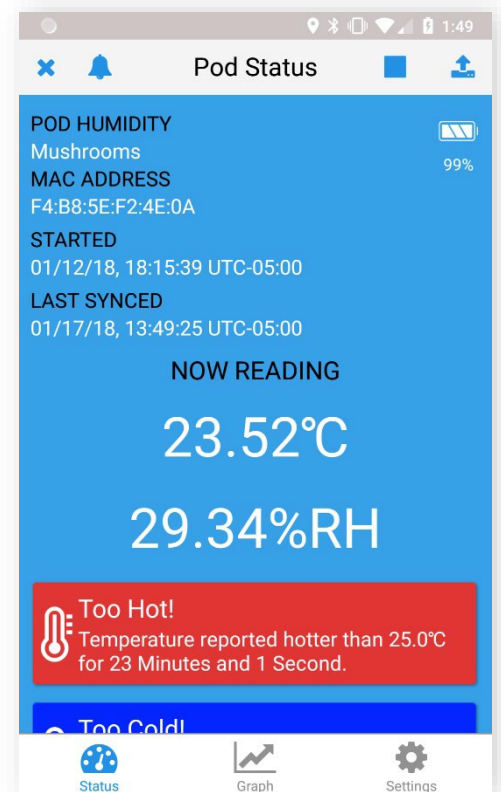 1:49
Pod Status
POD HUMIDITY
Mushrooms
99%
MAC ADDRESS
F4:B8:5E:F2:4E:0A
STARTED
01/12/18, 18:15:39 UTC-05:00
LAST SYNCED
01/17/18, 13:49:25 UTC-05:00
NOW READING
23.52°C
29.34%RH
Too Hot!
Temperature reported hotter than 25.0°C
for 23 Minutes and 1 Second.
Too Cold!
Status Graph Settings